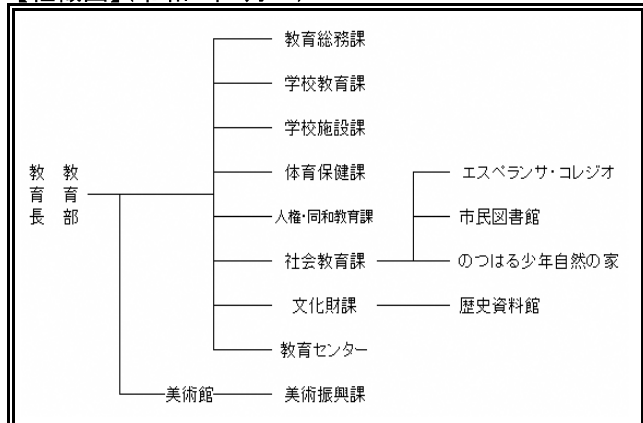 教育総務課
学校教育課
学校施設課
教育長 教育部
体育保健課
エスペランサ・コレジオ
人権・同和教育課
市民図書館
社会教育課
のつはる少年自然の家
文化財課
歴史資料館
教育センター
美術館
美術振興課